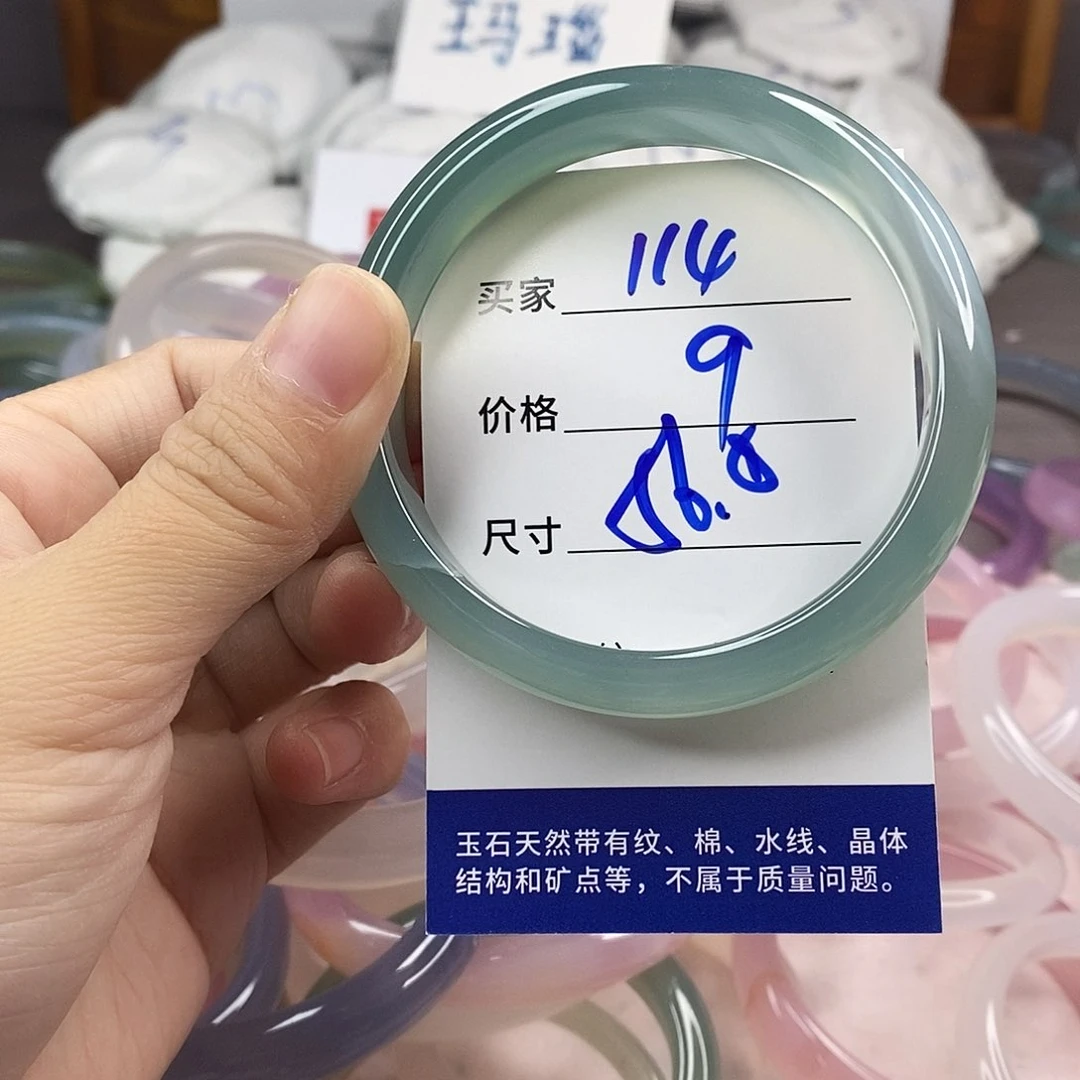 玛瑙
买家 114
价格 9
尺寸 56.8
玉石天然带有纹、棉、水线、晶体
结构和矿点等，不属于质量问题。